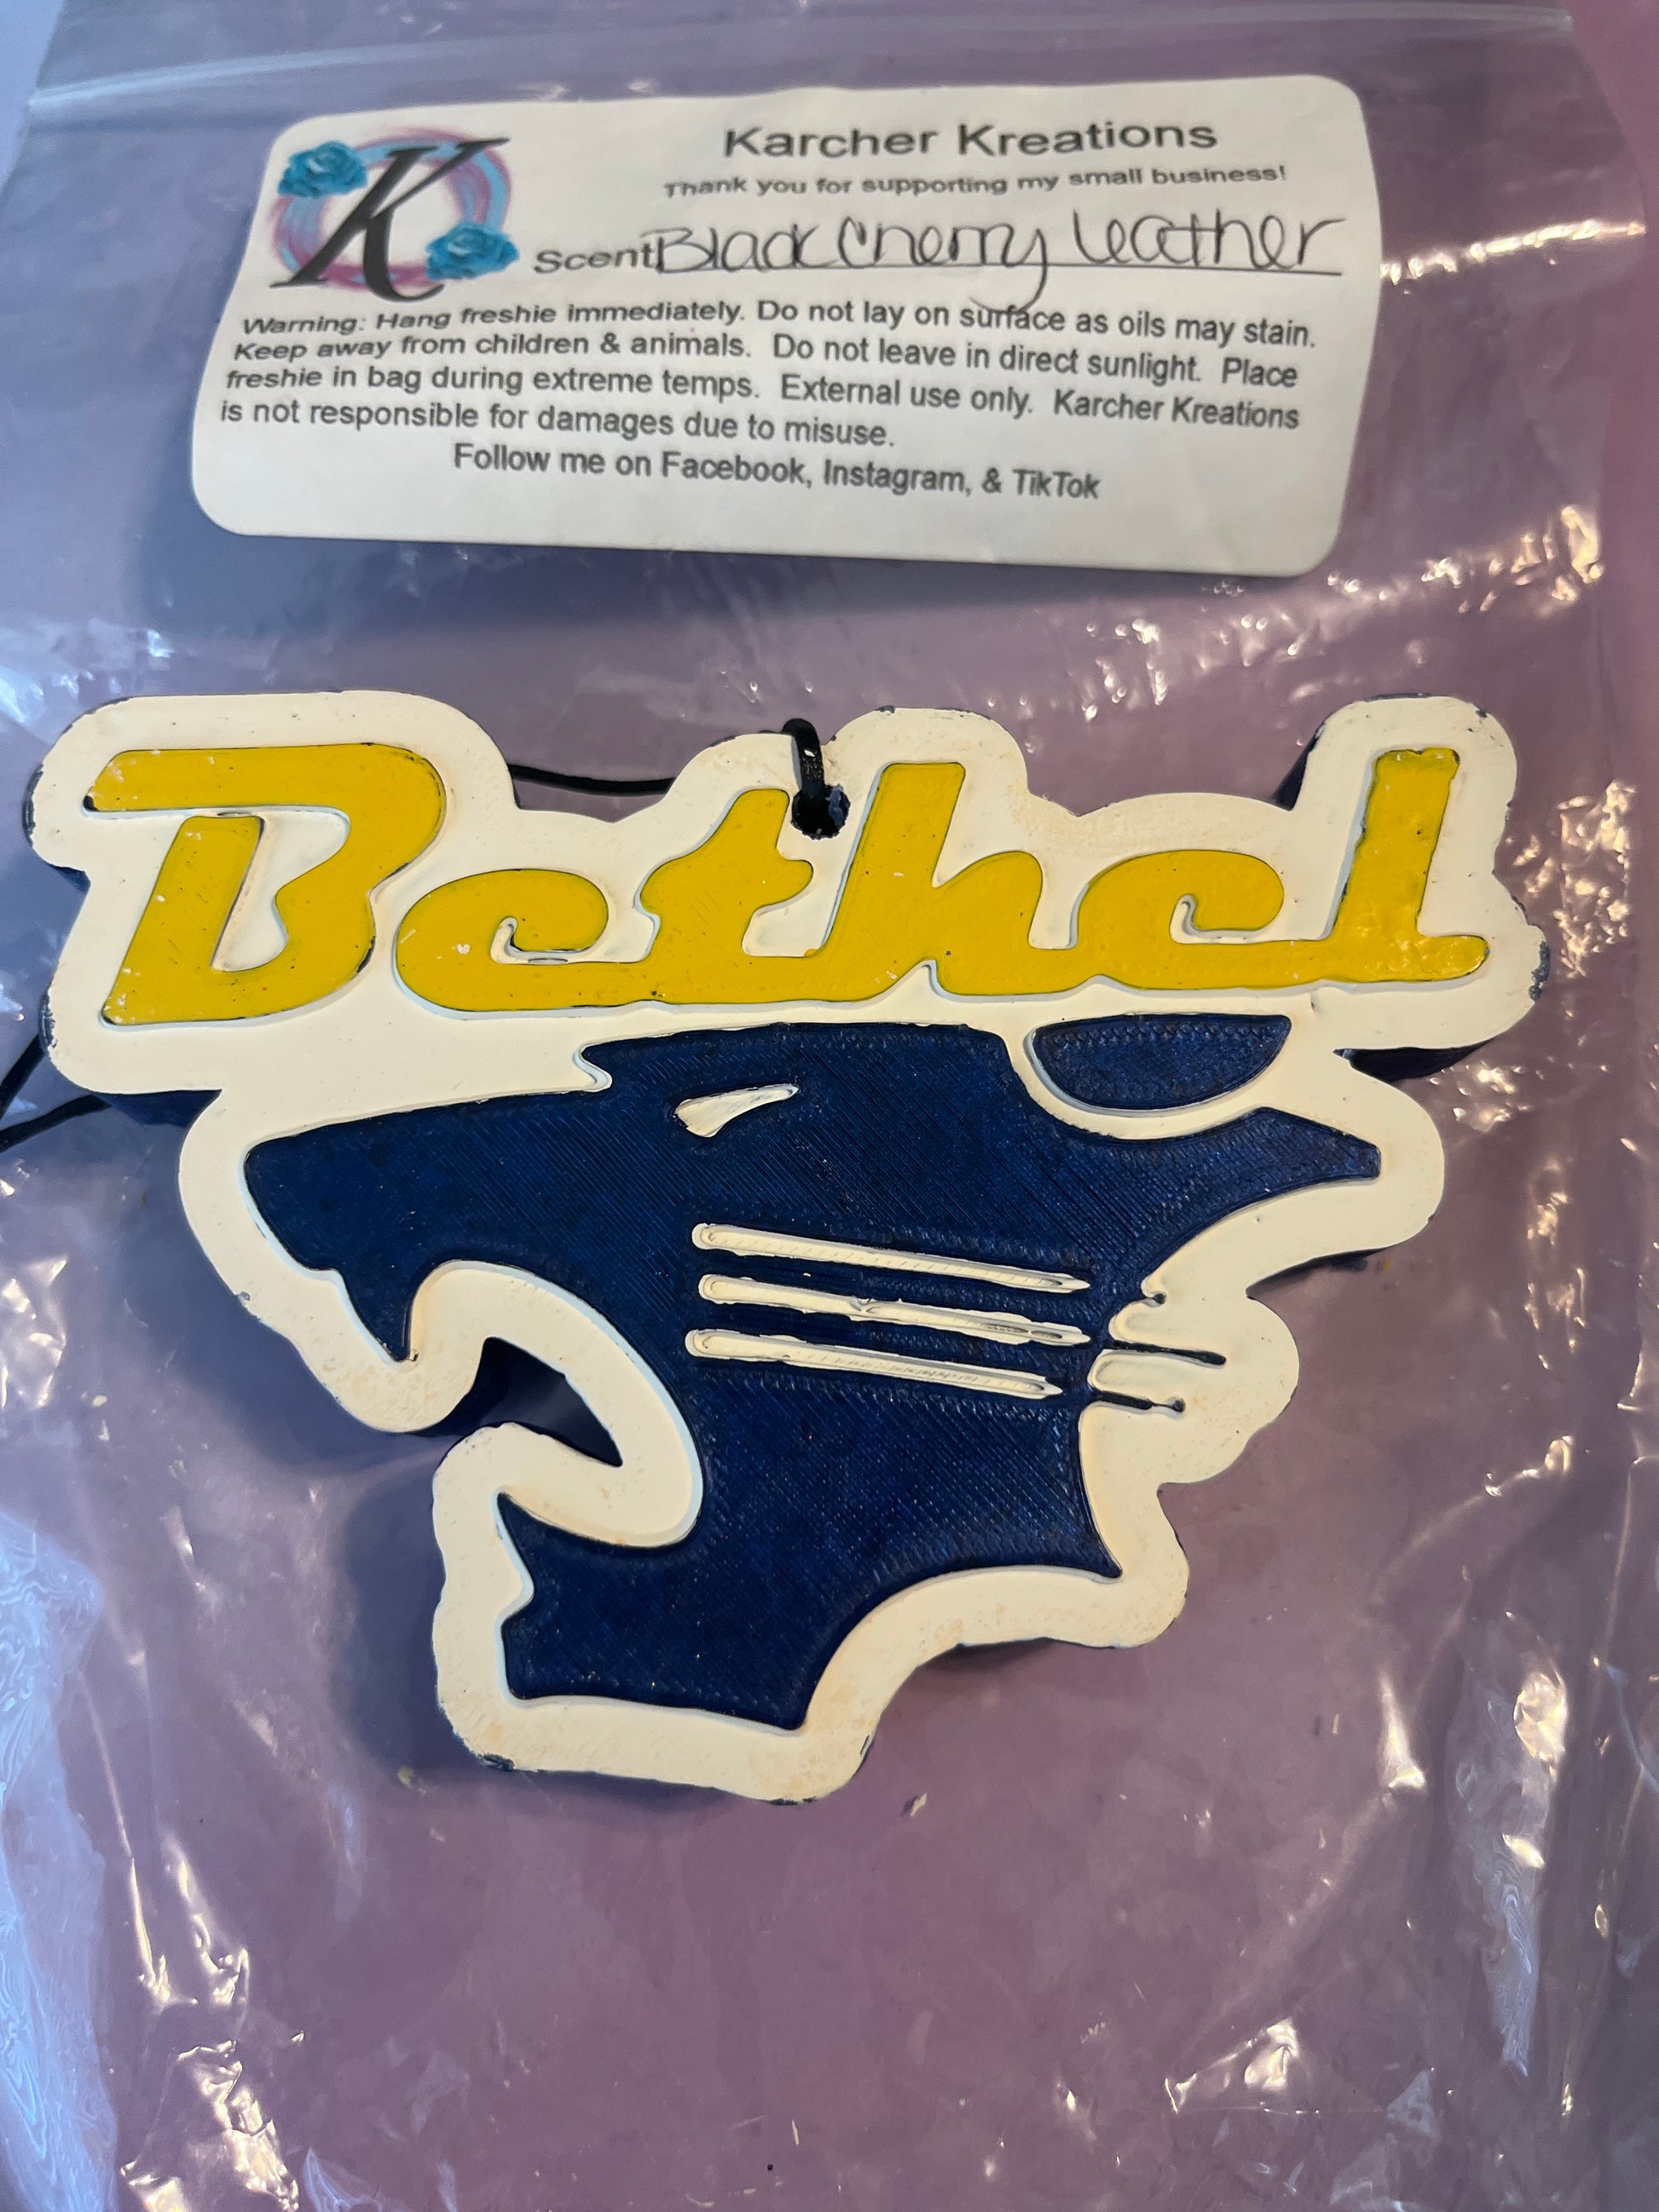 K
Karcher Kreations
Thank you for supporting my small business!
Scent Black Cherry Leather
Warning: Hang freshie immediately. Do not lay on surface as oils may stain.
Keep away from children & animals. Do not leave in direct sunlight. Place
freshie in bag during extreme temps. External use only. Karcher Kreations
is not responsible for damages due to misuse.
Follow me on Facebook, Instagram, & TikTok
Bethel